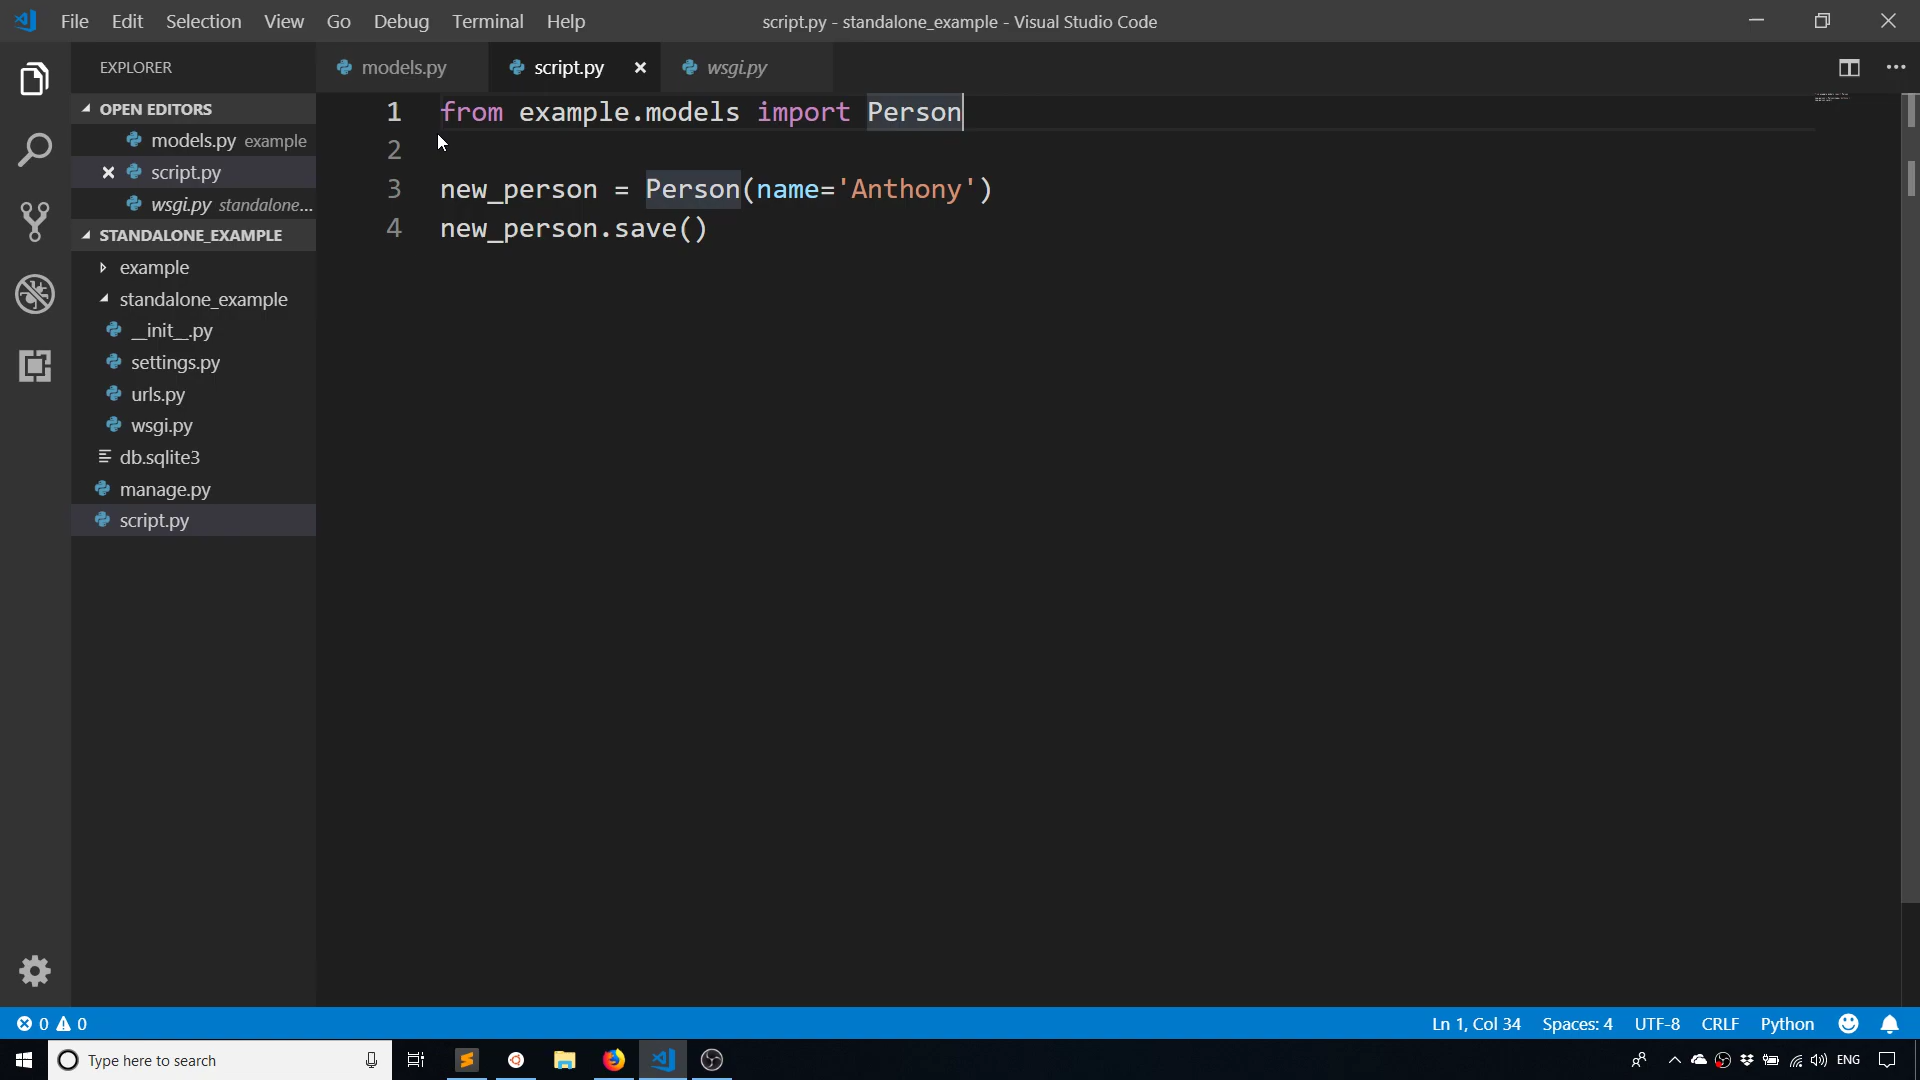 File Edit Selection View Go Debug Terminal Help
script.py - standalone_example - Visual Studio Code
EXPLORER
OPEN EDITORS
models.py example
script.py
wsgi.py standalone...
STANDALONE_EXAMPLE
example
standalone_example
__init__.py
settings.py
urls.py
wsgi.py
db.sqlite3
manage.py
script.py
models.py script.py wsgi.py
1 from example.models import Person
2
3 new_person = Person(name='Anthony')
4 new_person.save()
0 0
Ln 1, Col 34 Spaces: 4 UTF-8 CRLF Python
Type here to search
ENG